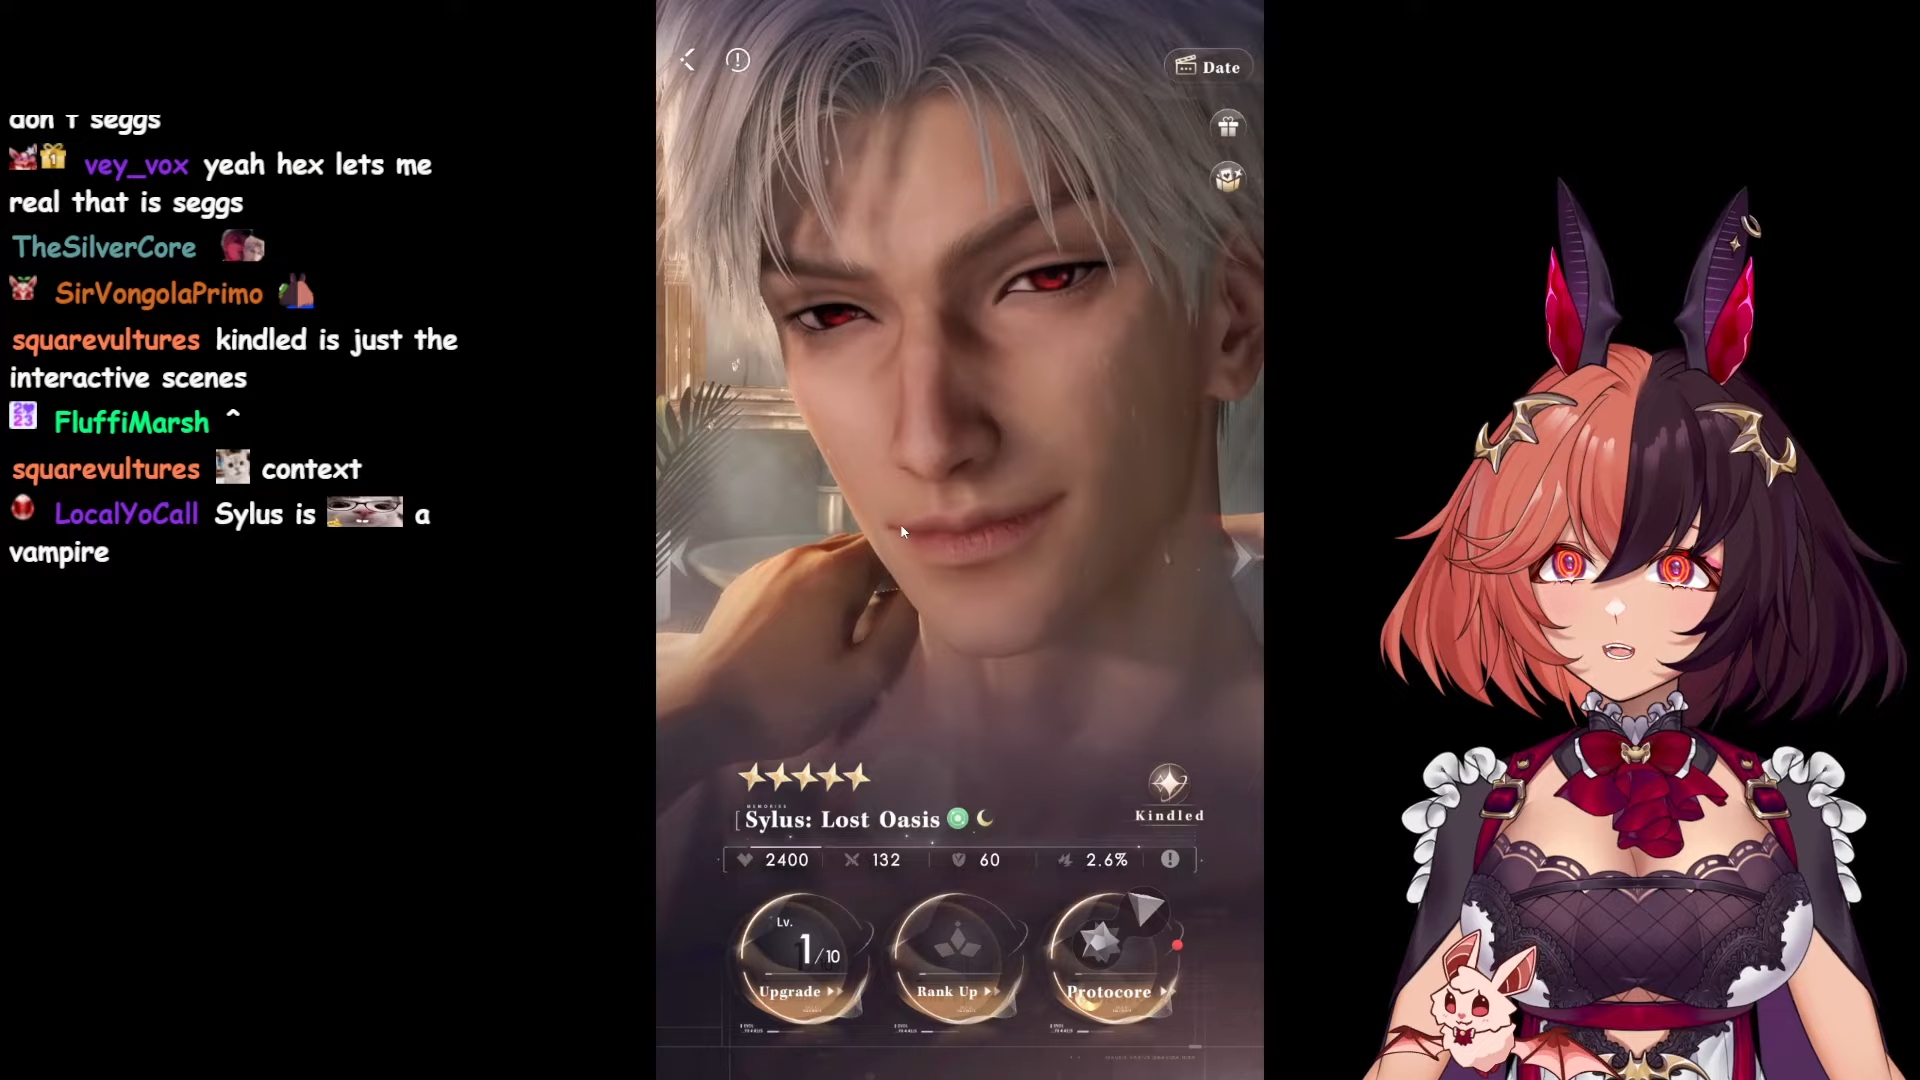 don't seggs
vey_vox yeah hex lets me
real that is seggs
TheSilverCore
SirVongolaPrimo
squarevultures kindled is just the
interactive scenes
FluffiMarsh ^
squarevultures context
LocalYoCall Sylus is a
vampire
Date
MEMORIES
Sylus: Lost Oasis
Kindled
2400 132 60 2.6%
Lv.
1/10
Upgrade
Rank Up
Protocore